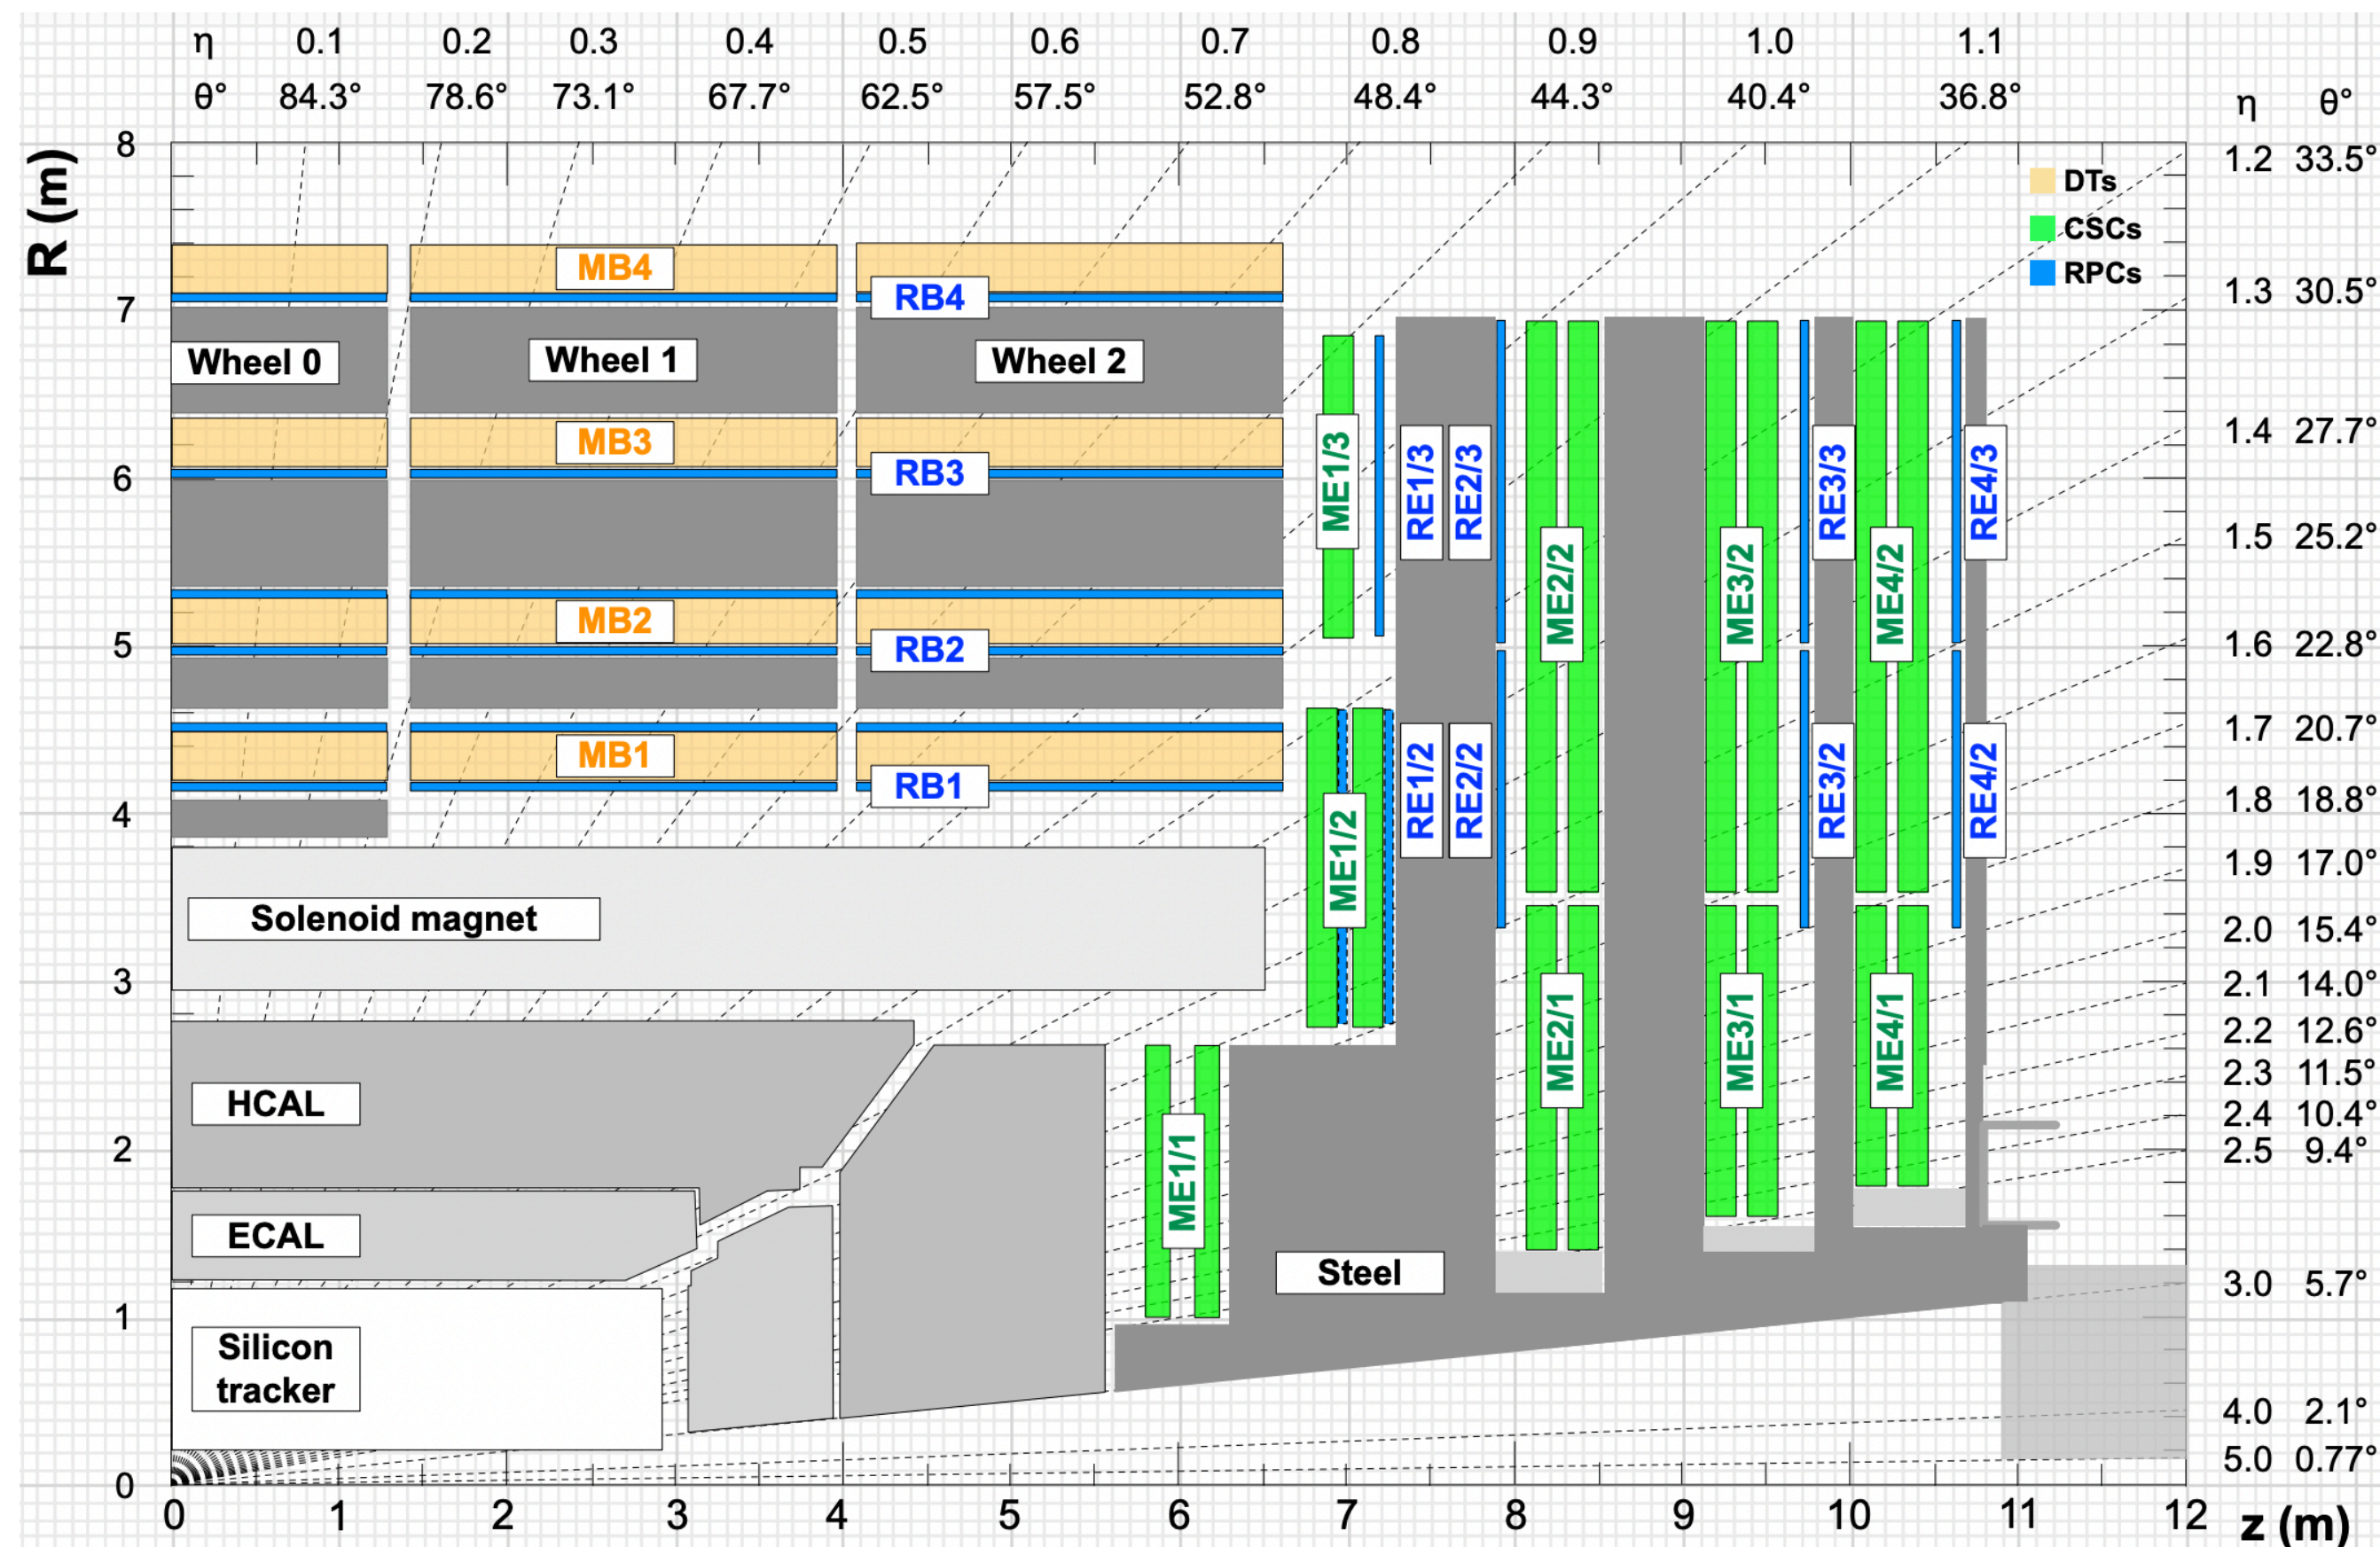 η 0.1 0.2 0.3 0.4 0.5 0.6 0.7 0.8 0.9 1.0 1.1
θ° 84.3° 78.6° 73.1° 67.7° 62.5° 57.5° 52.8° 48.4° 44.3° 40.4° 36.8°
η θ°
R (m)
8
7
6
5
4
3
2
1
0
1.2 33.5°
1.3 30.5°
1.4 27.7°
1.5 25.2°
1.6 22.8°
1.7 20.7°
1.8 18.8°
1.9 17.0°
2.0 15.4°
2.1 14.0°
2.2 12.6°
2.3 11.5°
2.4 10.4°
2.5 9.4°
3.0 5.7°
4.0 2.1°
5.0 0.77°
DTs
CSCs
RPCs
MB4
RB4
Wheel 0
Wheel 1
Wheel 2
MB3
RB3
MB2
RB2
MB1
RB1
ME1/3
RE1/3
RE2/3
ME2/2
ME3/2
RE3/3
ME4/2
RE4/3
ME1/2
RE1/2
RE2/2
RE3/2
RE4/2
Solenoid magnet
HCAL
ECAL
Silicon
tracker
ME1/1
ME2/1
ME3/1
ME4/1
Steel
0 1 2 3 4 5 6 7 8 9 10 11 12
z (m)